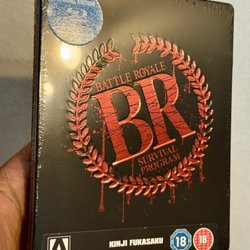 BATTLE ROYALE
BR
SURVIVAL
PROGRAM
KINJI FUKASAKU
18
18